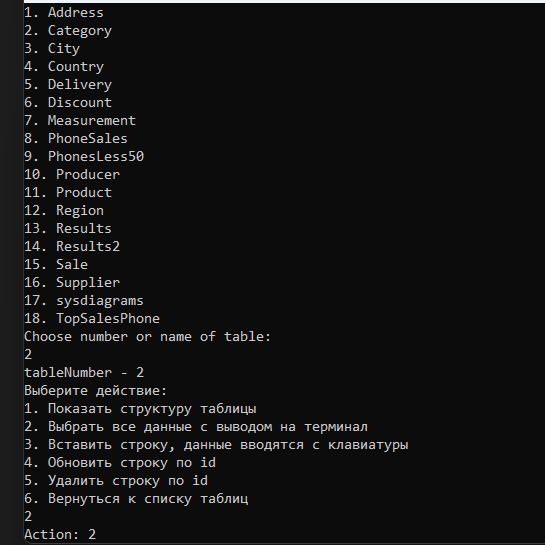 1. Address
2. Category
3. City
4. Country
5. Delivery
6. Discount
7. Measurement
8. PhoneSales
9. PhonesLess50
10. Producer
11. Product
12. Region
13. Results
14. Results2
15. Sale
16. Supplier
17. sysdiagrams
18. TopSalesPhone
Choose number or name of table:
2
tableNumber - 2
Выберите действие:
1. Показать структуру таблицы
2. Выбрать все данные с выводом на терминал
3. Вставить строку, данные вводятся с клавиатуры
4. Обновить строку по id
5. Удалить строку по id
6. Вернуться к списку таблиц
2
Action: 2